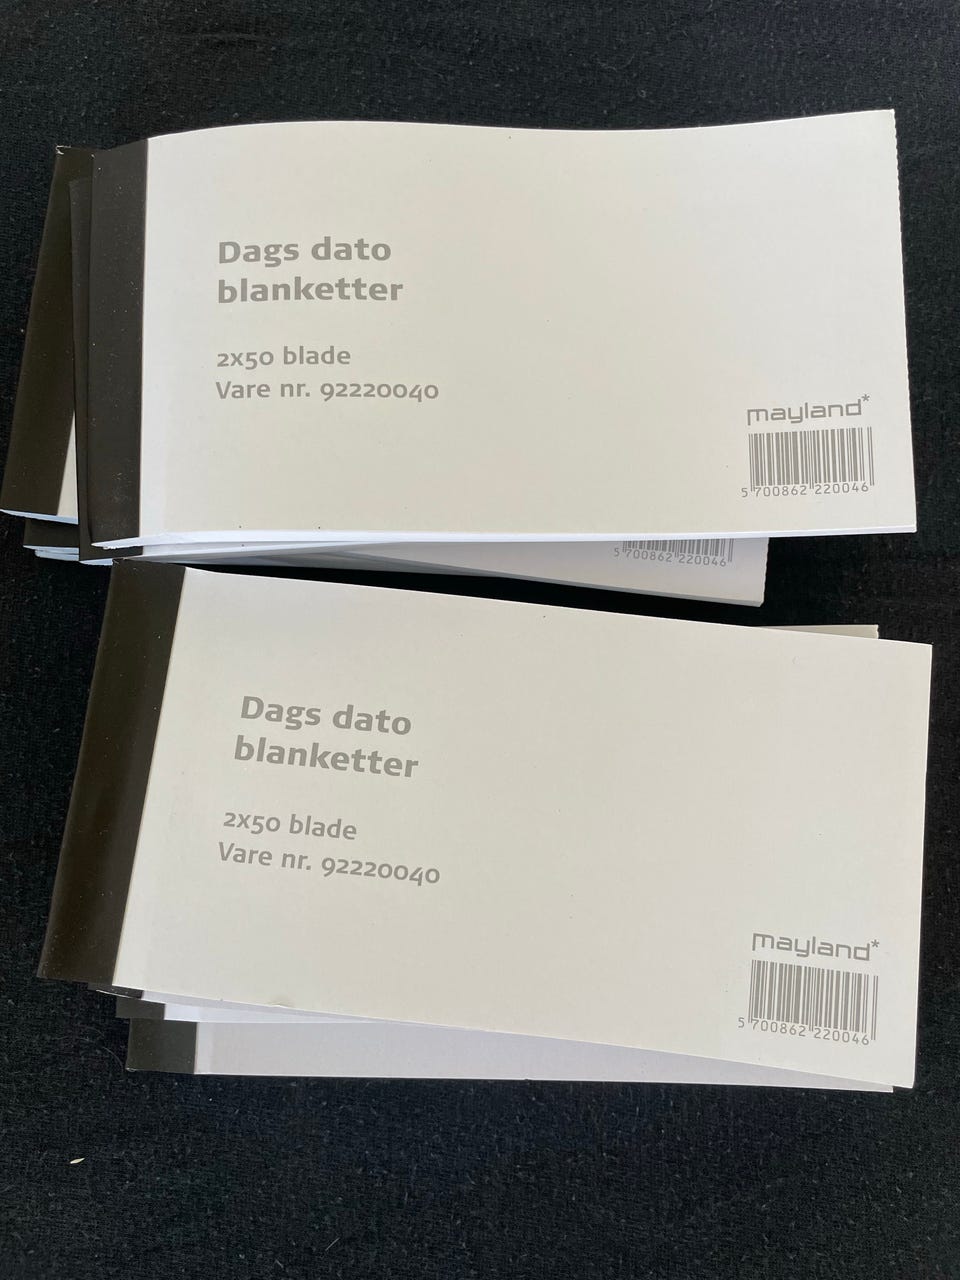 Dags dato
blanketter
2x50 blade
Vare nr. 92220040
mayland*
5 700862 220046
5 700862 220046
Dags dato
blanketter
2x50 blade
Vare nr. 92220040
mayland*
5 700862 220046